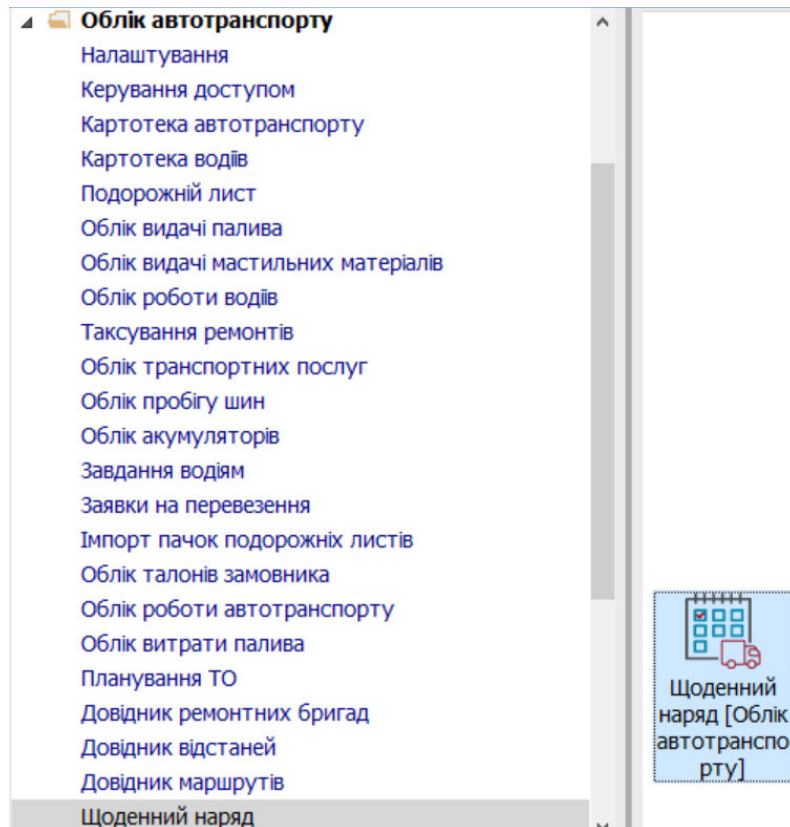 Облік автотранспорту
Налаштування
Керування доступом
Картотека автотранспорту
Картотека водіїв
Подорожній лист
Облік видачі палива
Облік видачі мастильних матеріалів
Облік роботи водіїв
Таксування ремонтів
Облік транспортних послуг
Облік пробігу шин
Облік акумуляторів
Завдання водіям
Заявки на перевезення
Імпорт пачок подорожніх листів
Облік талонів замовника
Облік роботи автотранспорту
Облік витрати палива
Планування ТО
Довідник ремонтних бригад
Довідник відстаней
Довідник маршрутів
Щоденний наряд
Щоденний
наряд [Облік
автотранспо
рту]